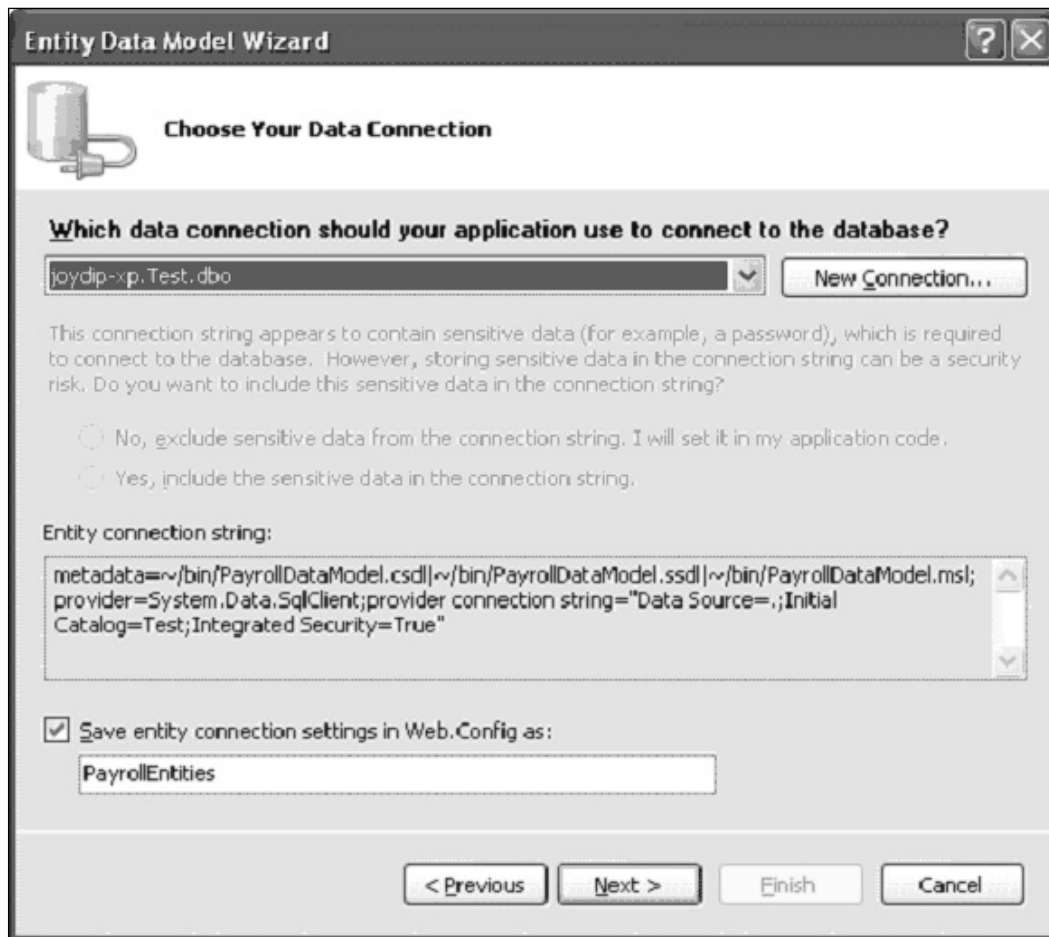 Entity Data Model Wizard
Choose Your Data Connection
Which data connection should your application use to connect to the database?
joydip-xp.Test.dbo
New Connection...
This connection string appears to contain sensitive data (for example, a password), which is required
to connect to the database. However, storing sensitive data in the connection string can be a security
risk. Do you want to include this sensitive data in the connection string?
No, exclude sensitive data from the connection string. I will set it in my application code.
Yes, include the sensitive data in the connection string.
Entity connection string:
metadata=~/bin/PayrollDataModel.csdl|~/bin/PayrollDataModel.ssdl|~/bin/PayrollDataModel.msl;
provider=System.Data.SqlClient;provider connection string="Data Source=.;Initial
Catalog=Test;Integrated Security=True"
Save entity connection settings in Web.Config as:
PayrollEntities
< Previous
Next >
Finish
Cancel